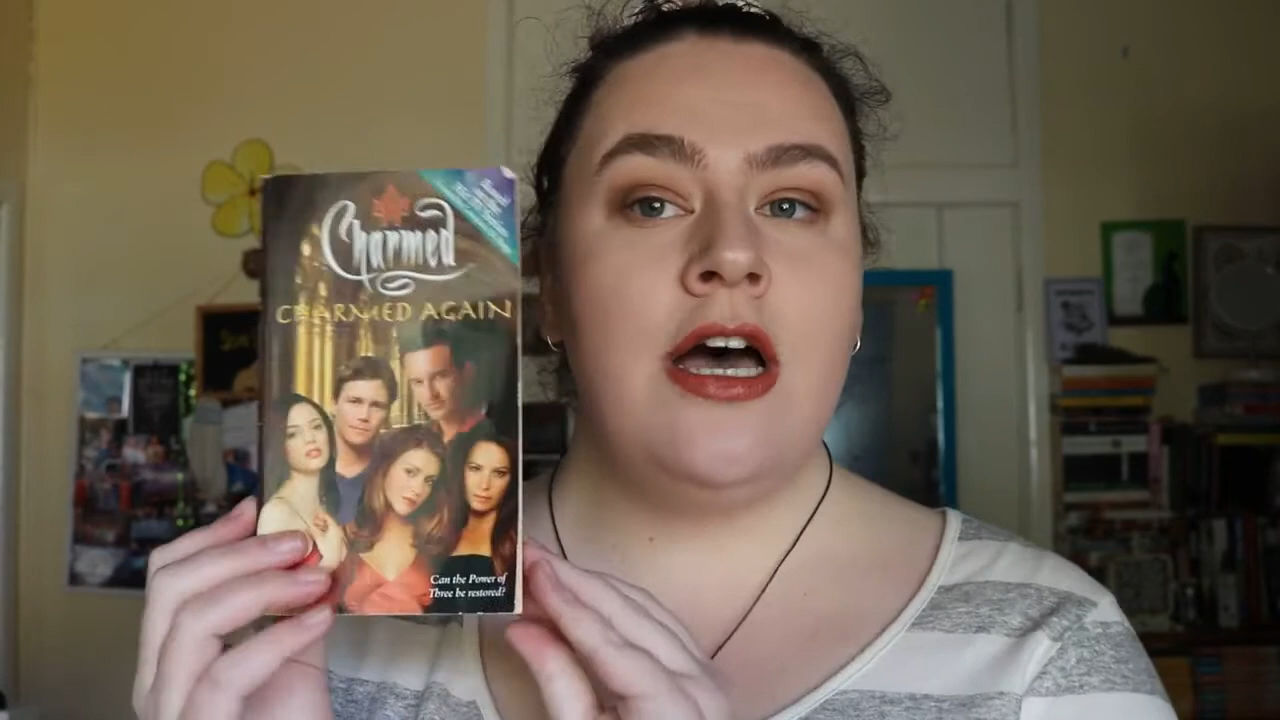 Charmed
CHARMED AGAIN
Can the Power of
Three be restored?